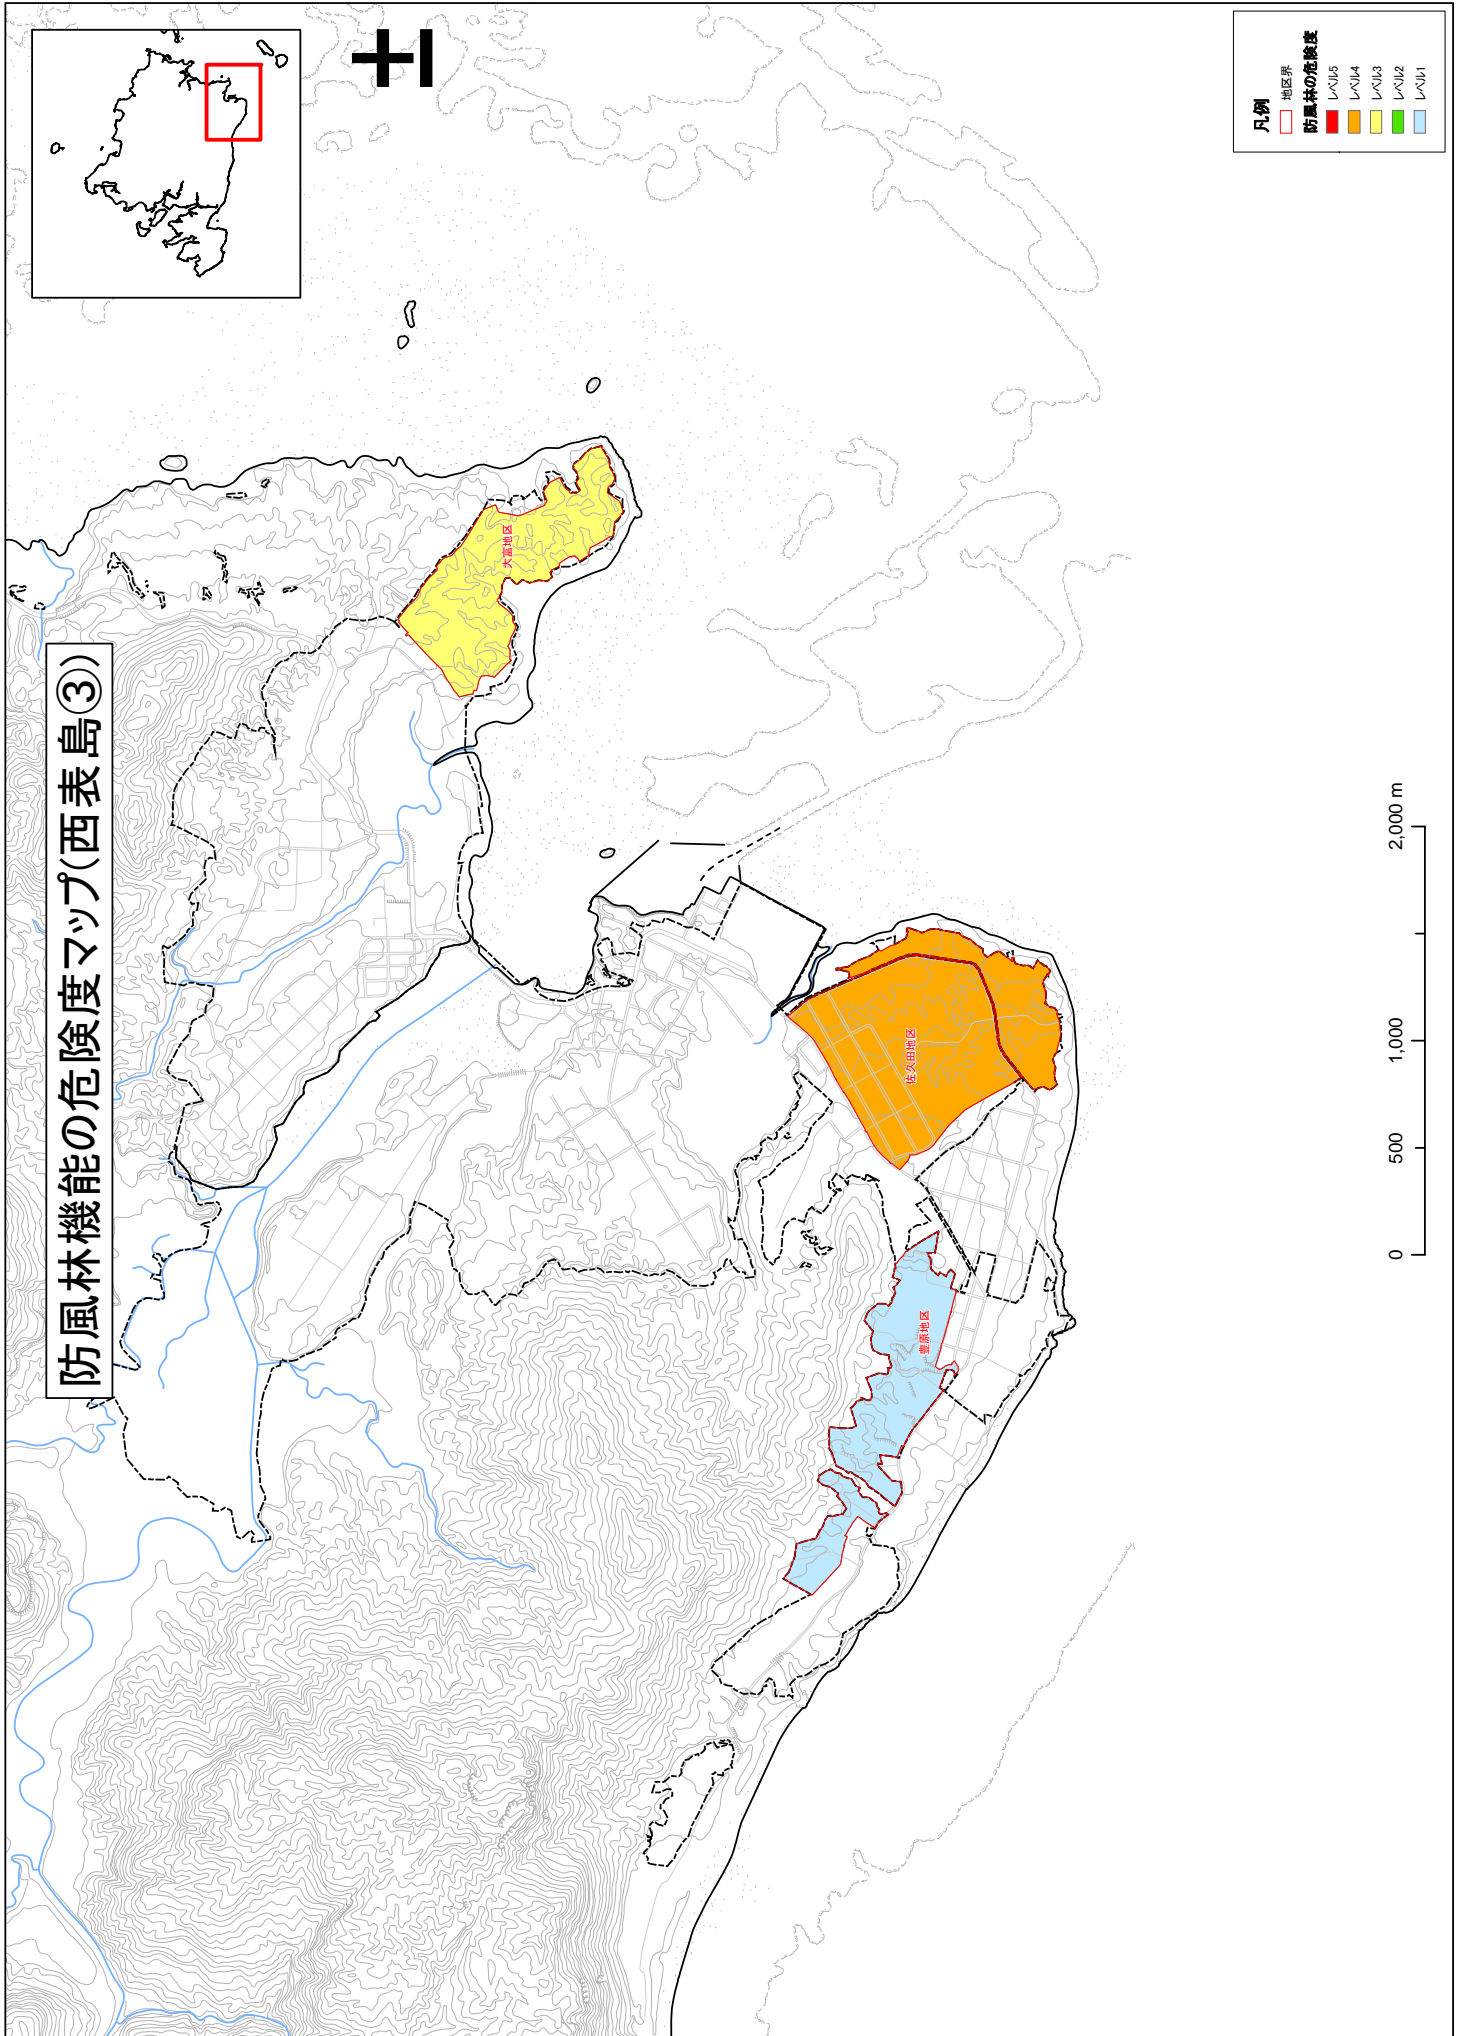 防風林機能の危険度マップ(西表島③)
大富地区
佐久田地区
豊原地区
0 500 1,000 2,000 m
凡例
地区界
防風林の危険度
レベル5
レベル4
レベル3
レベル2
レベル1